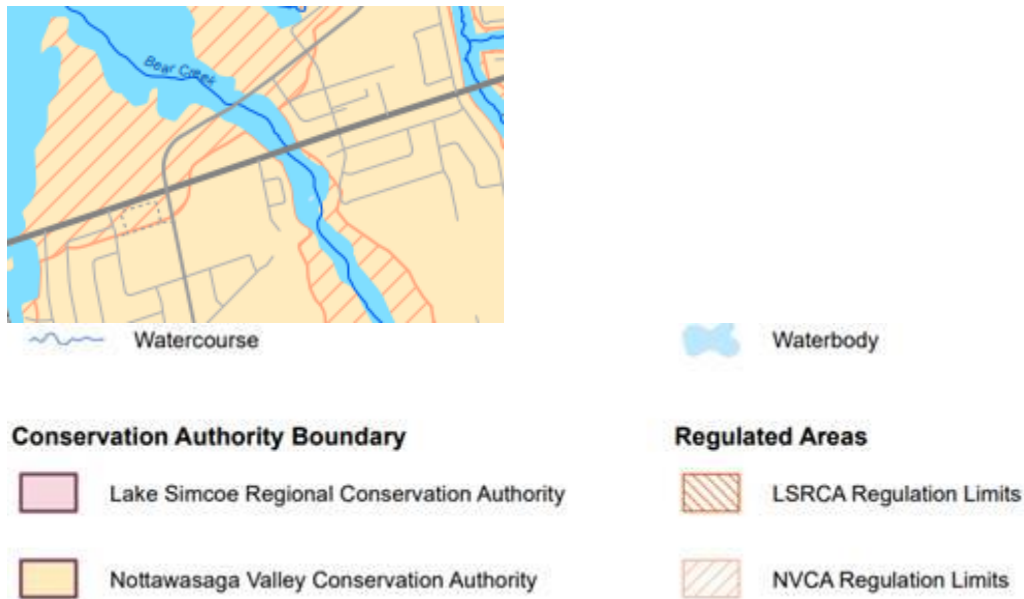 Bear Creek
Watercourse
Waterbody
Conservation Authority Boundary
Regulated Areas
Lake Simcoe Regional Conservation Authority
LSRCA Regulation Limits
Nottawasaga Valley Conservation Authority
NVCA Regulation Limits